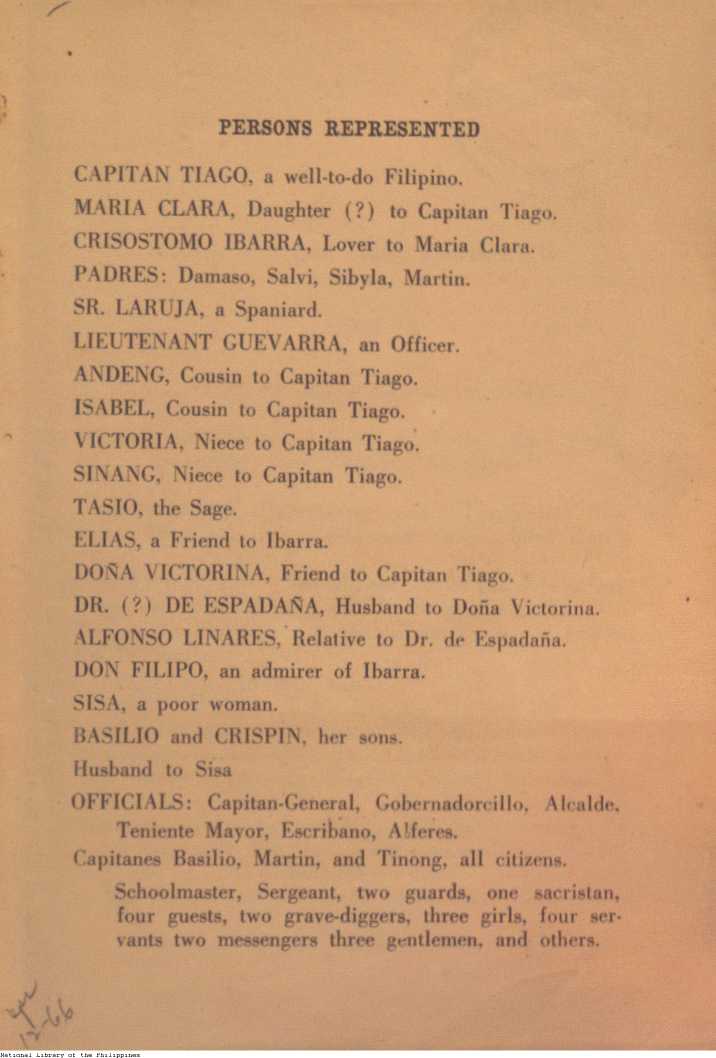 PERSONS REPRESENTED
CAPITAN TIAGO, a well-to-do Filipino.
MARIA CLARA, Daughter (?) to Capitan Tiago.
CRISOSTOMO IBARRA, Lover to Maria Clara.
PADRES: Damaso, Salvi, Sibyla, Martin.
SR. LARUJA, a Spaniard.
LIEUTENANT GUEVARRA, an Officer.
ANDENG, Cousin to Capitan Tiago.
ISABEL, Cousin to Capitan Tiago.
VICTORIA, Niece to Capitan Tiago.
SINANG, Niece to Capitan Tiago.
TASIO, the Sage.
ELIAS, a Friend to Ibarra.
DOÑA VICTORINA, Friend to Capitan Tiago.
DR. (?) DE ESPADAÑA, Husband to Doña Victorina.
ALFONSO LINARES, Relative to Dr. de Espadaña.
DON FILIPO, an admirer of Ibarra.
SISA, a poor woman.
BASILIO and CRISPIN, her sons.
Husband to Sisa
OFFICIALS: Capitan-General, Gobernadorcillo, Alcalde,
Teniente Mayor, Escribano, Alferes.
Capitanes Basilio, Martin, and Tinong, all citizens.
Schoolmaster, Sergeant, two guards, one sacristan,
four guests, two grave-diggers, three girls, four ser-
vants two messengers three gentlemen, and others.
12-66
National Library of the Philippines